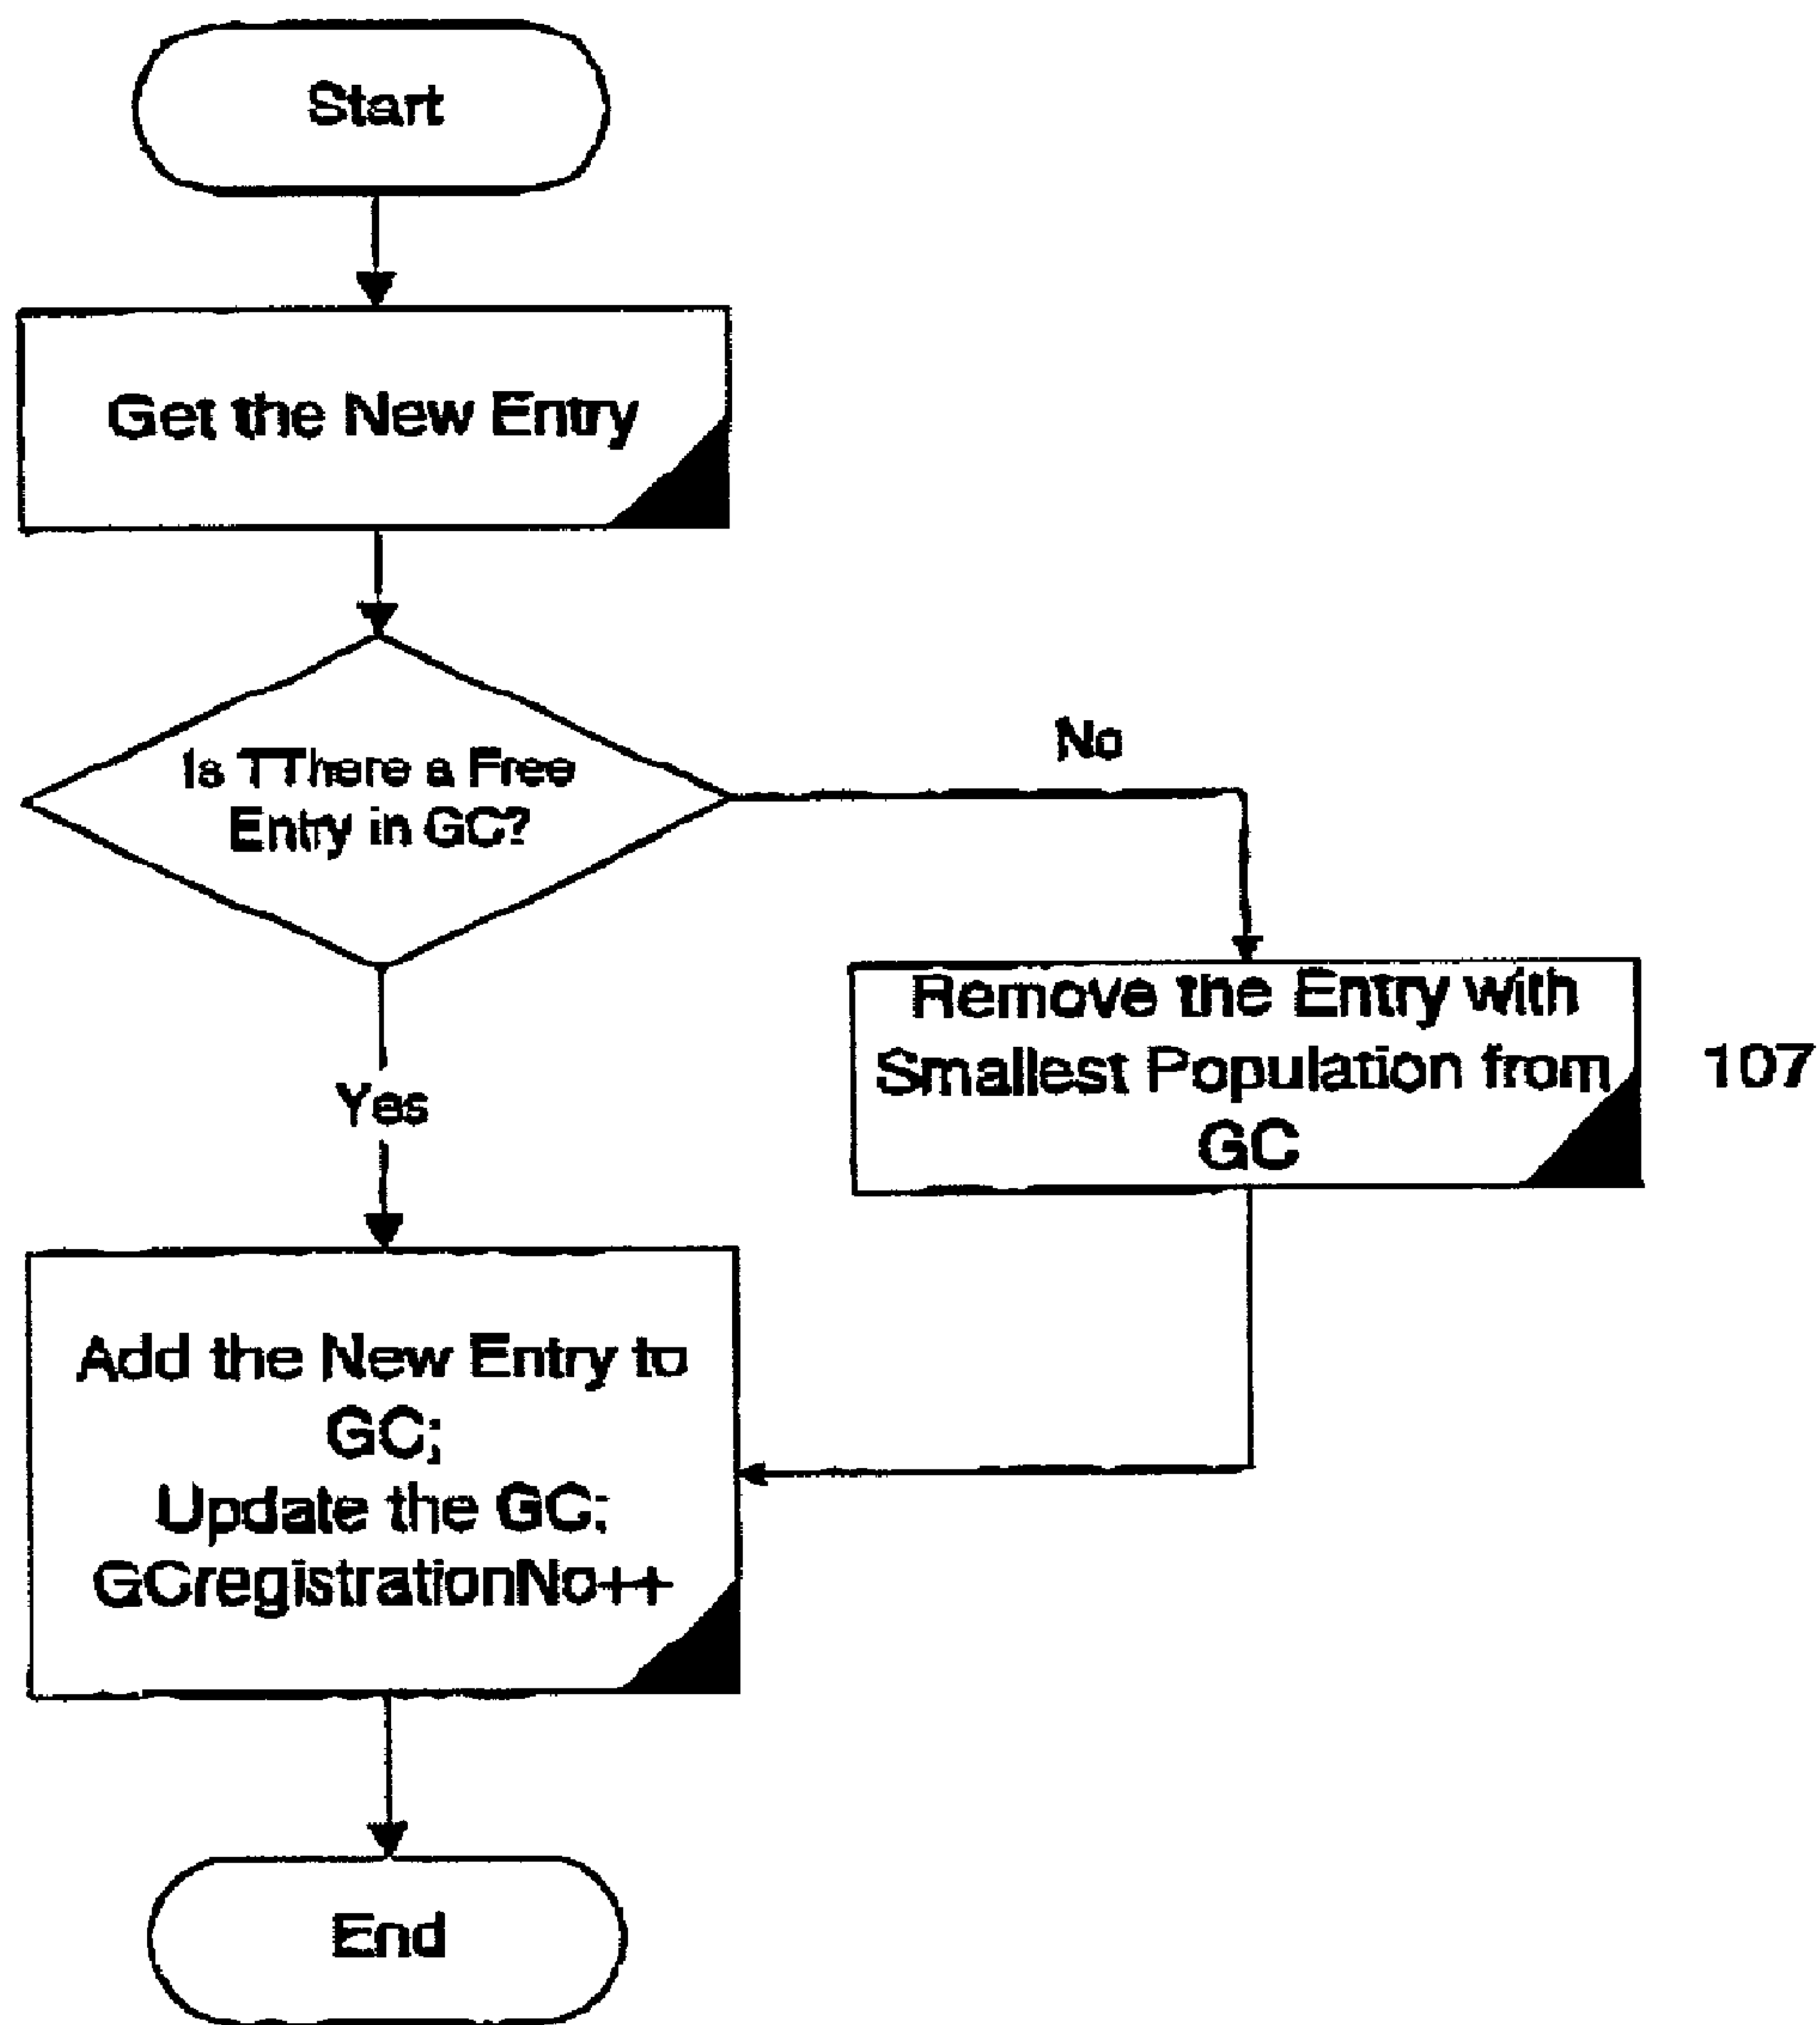 Start
Get the New Entry
Is TThere a Free
Entry in GC?
No
Remove the Entry with
Smallest Population from
GC
107
Yes
Add the New Entry to
GC;
Update the GC;
GCregistrationNo++
End